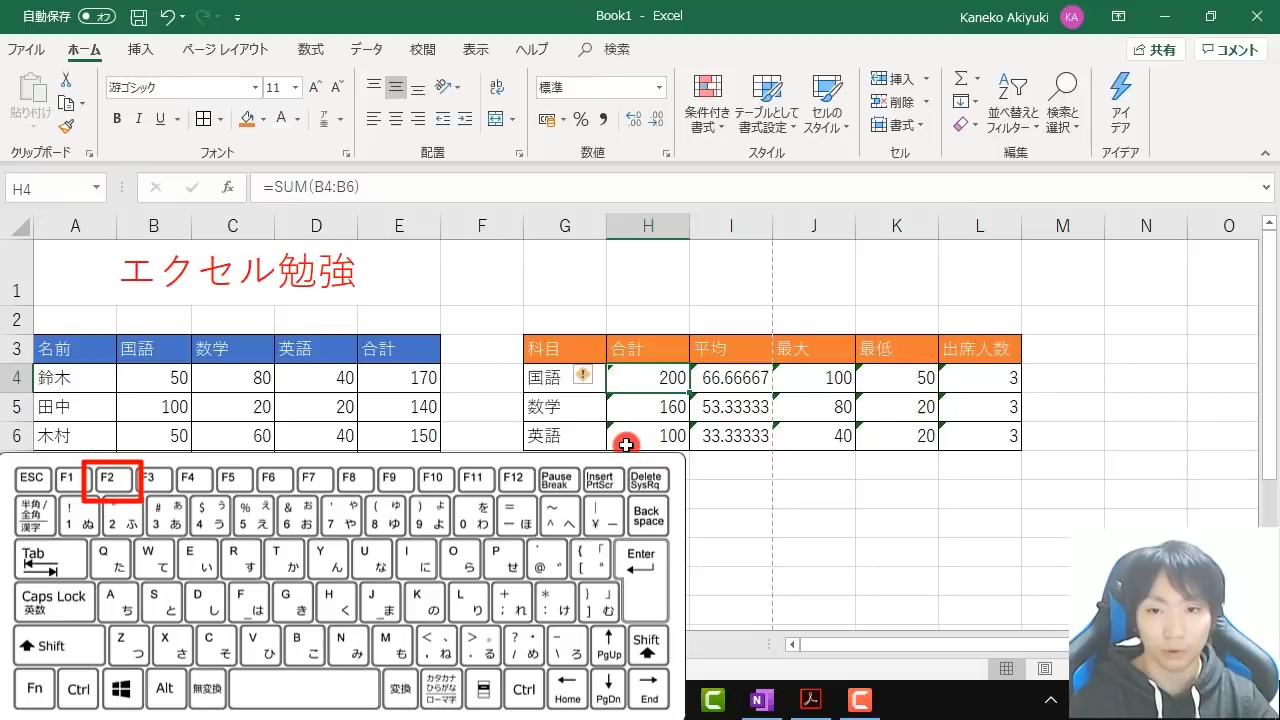 自動保存 オフ Book1 - Excel Kaneko Akiyuki KA
ファイル ホーム 挿入 ページ レイアウト 数式 データ 校閲 表示 ヘルプ 検索 共有 コメント
貼り付け 游ゴシック 11 標準 条件付き書式 テーブルとして書式設定 セルのスタイル 挿入 削除 書式 並べ替えとフィルター 検索と選択 アイデア
B I U A % 
クリップボード フォント 配置 数値 スタイル セル 編集 アイデア
H4 fx =SUM(B4:B6)
A B C D E F G H I J K L M N O
1 エクセル勉強
2
3 名前 国語 数学 英語 合計 科目 合計 平均 最大 最低 出席人数
4 鈴木 50 80 40 170 国語 200 66.66667 100 50 3
5 田中 100 20 20 140 数学 160 53.33333 80 20 3
6 木村 50 60 40 150 英語 100 33.33333 40 20 3
ESC F1 F2 F3 F4 F5 F6 F7 F8 F9 F10 F11 F12 Pause Break Insert PrtScr Delete SysRq
半角/全角 漢字 ! 1 ぬ " 2 ふ # 3 あ ぁ $ 4 う ぅ % 5 え ぇ & 6 お ぉ ' 7 や ゃ ( 8 ゆ ゅ ) 9 よ ょ を 0 わ = ー ほ ~ ^ へ | ¥ ー Back space
Tab Q た W て E い R す T か Y ん U な I に O ら P せ ` @ ゛ { 「 [ ゜ Enter
Caps Lock 英数 A ち S と D し F は G き H く J ま K の L り + ; れ * : け } 」 ] む
Shift Z つ X さ C そ V ひ B こ N み M も < 、 , ね > 。 . る ? ・ / め _ \ ろ PgUp Shift
Fn Ctrl Alt 無変換 変換 カタカナ ひらがな ローマ字 Ctrl Home PgDn End